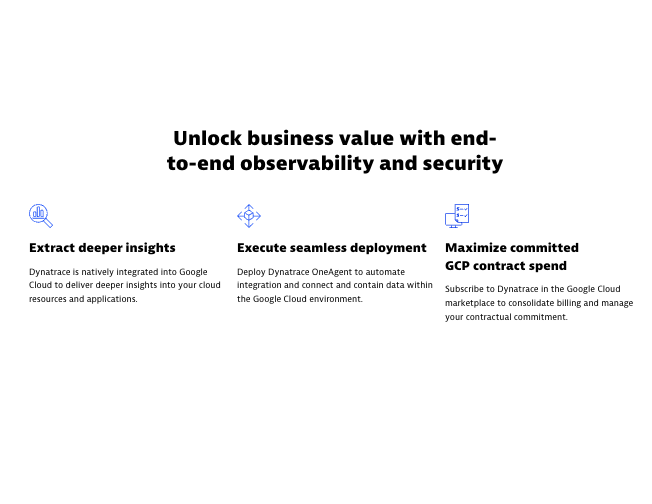 Unlock business value with end-
to-end observability and security
Extract deeper insights
Dynatrace is natively integrated into Google
Cloud to deliver deeper insights into your cloud
resources and applications.
Execute seamless deployment
Deploy Dynatrace OneAgent to automate
integration and connect and contain data within
the Google Cloud environment.
Maximize committed
GCP contract spend
Subscribe to Dynatrace in the Google Cloud
marketplace to consolidate billing and manage
your contractual commitment.